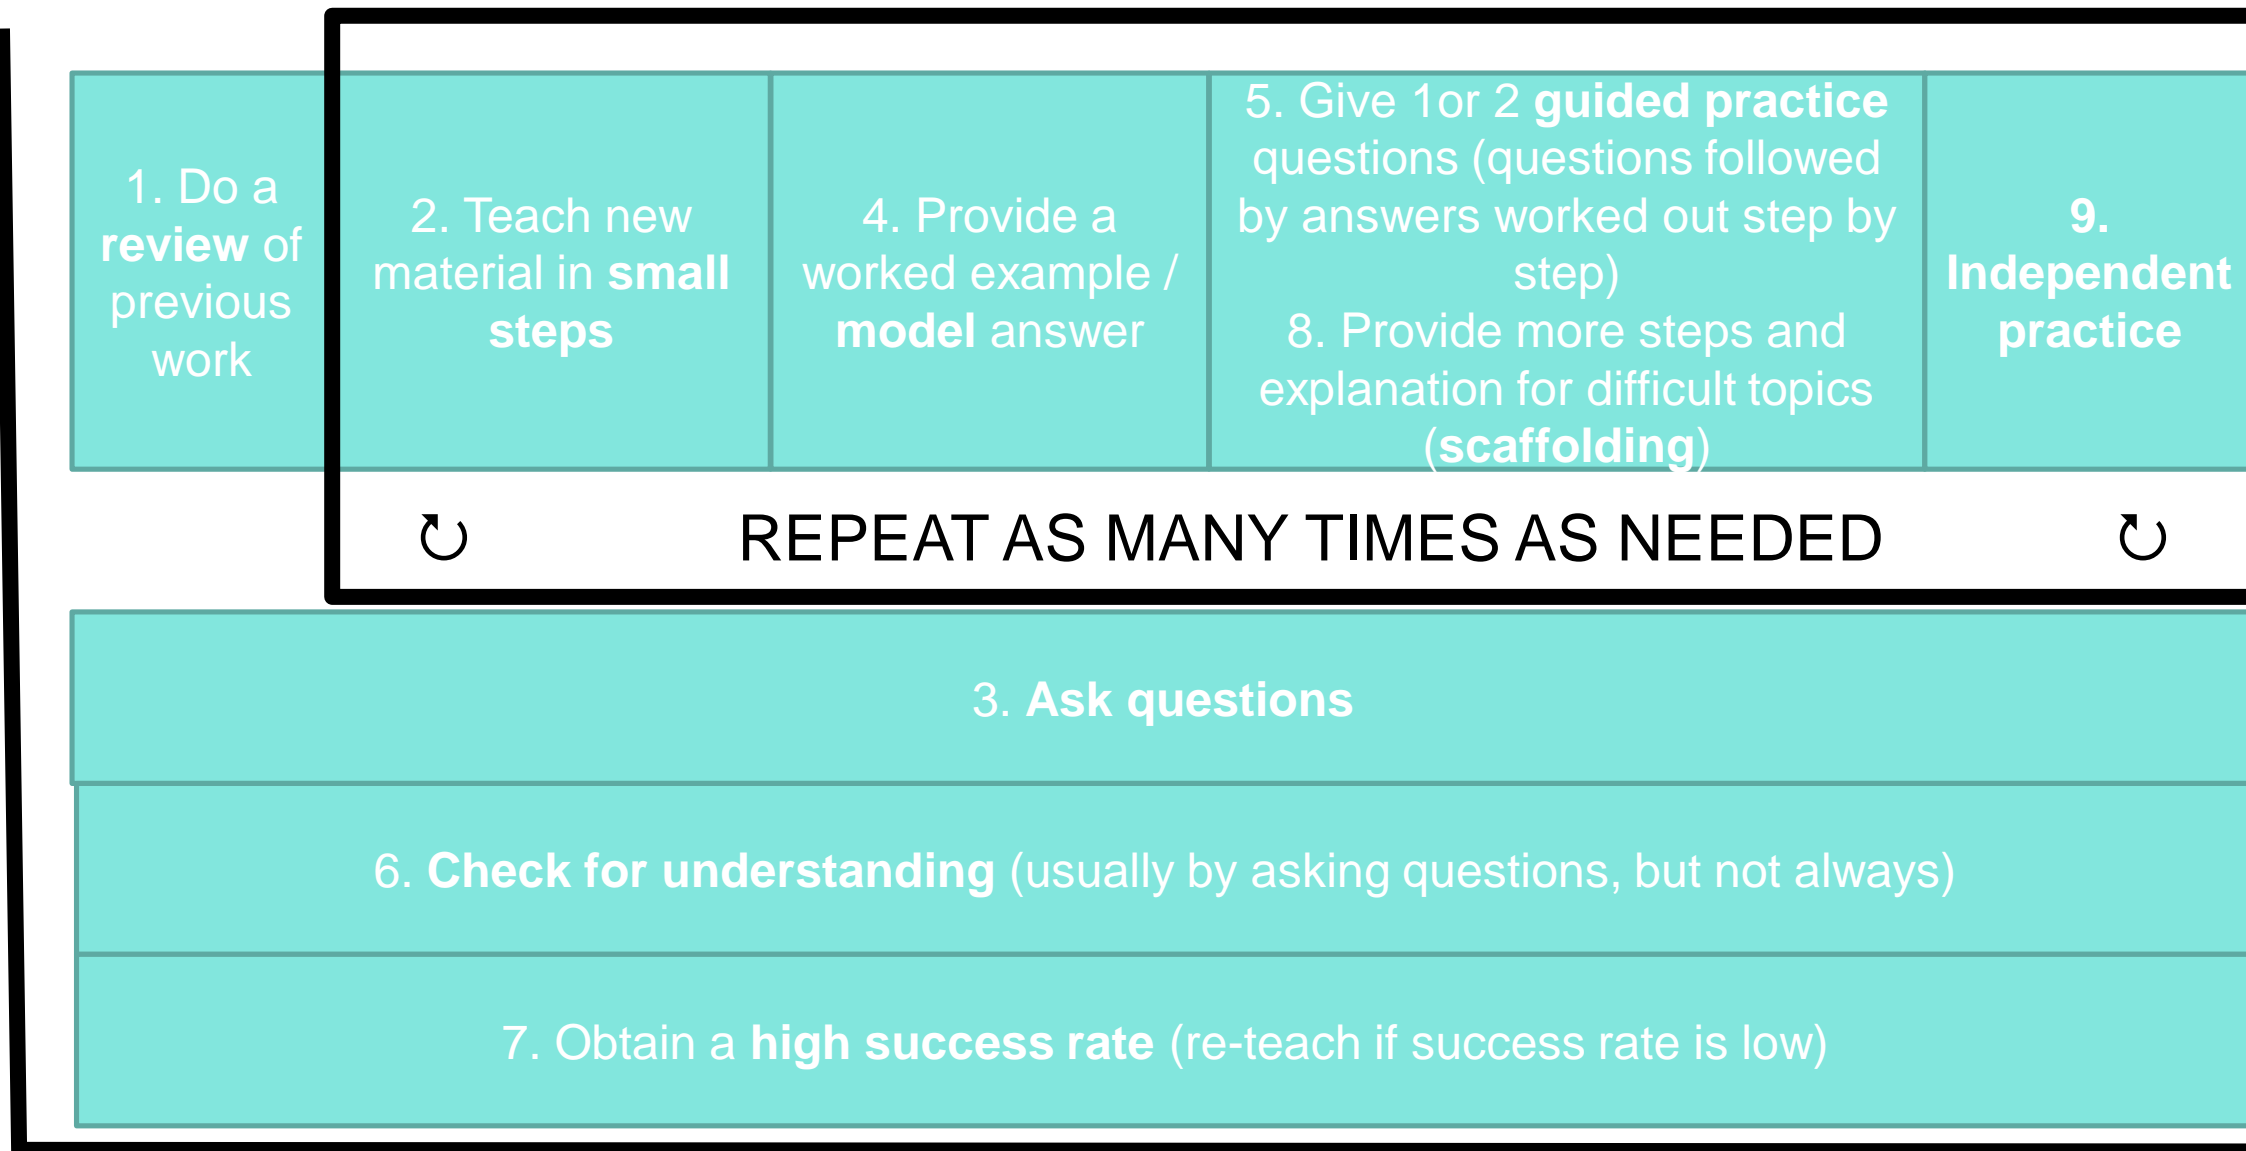 1. Do a
review of
previous
work
2. Teach new
material in small
steps
4. Provide a
worked example /
model answer
5. Give 1or 2 guided practice
questions (questions followed
by answers worked out step by
step)
8. Provide more steps and
explanation for difficult topics
(scaffolding)
9.
Independent
practice
↻ REPEAT AS MANY TIMES AS NEEDED ↻
3. Ask questions
6. Check for understanding (usually by asking questions, but not always)
7. Obtain a high success rate (re-teach if success rate is low)